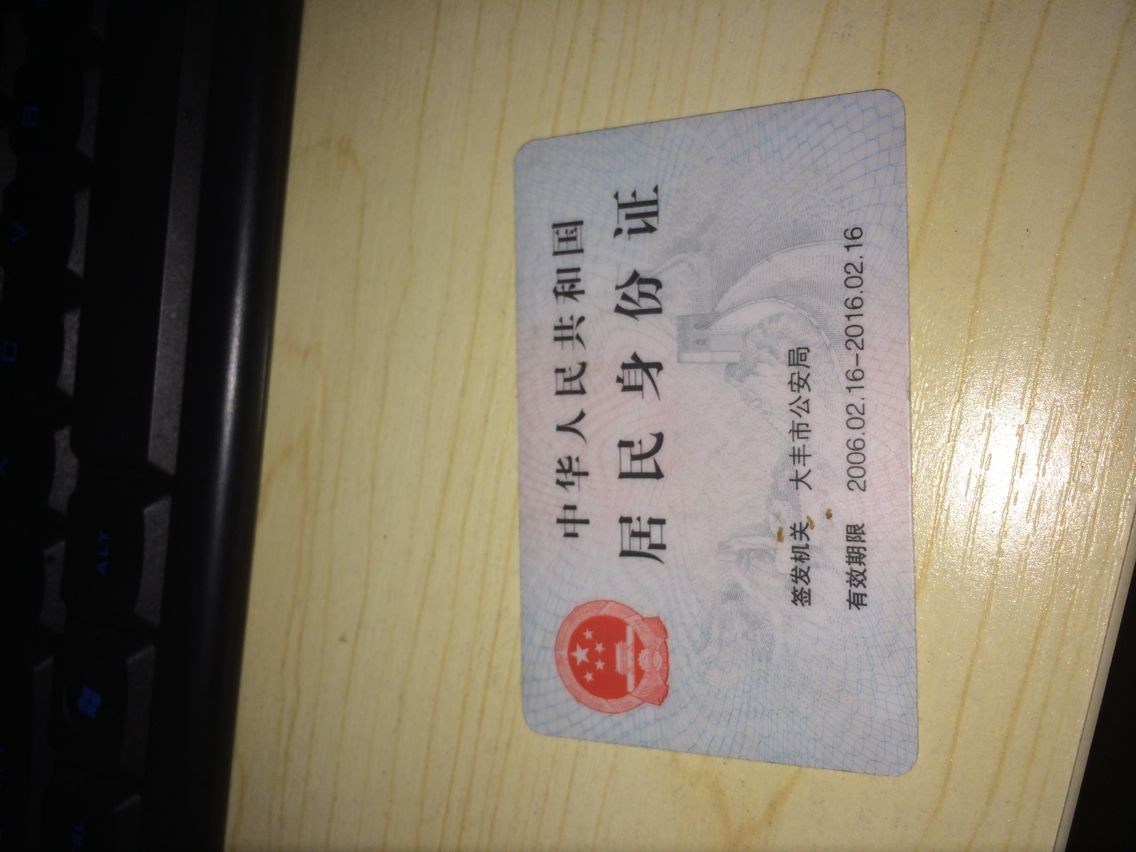 中华人民共和国
居民身份证
签发机关 大丰市公安局
有效期限 2006.02.16-2016.02.16
B
V
C
X
ALT